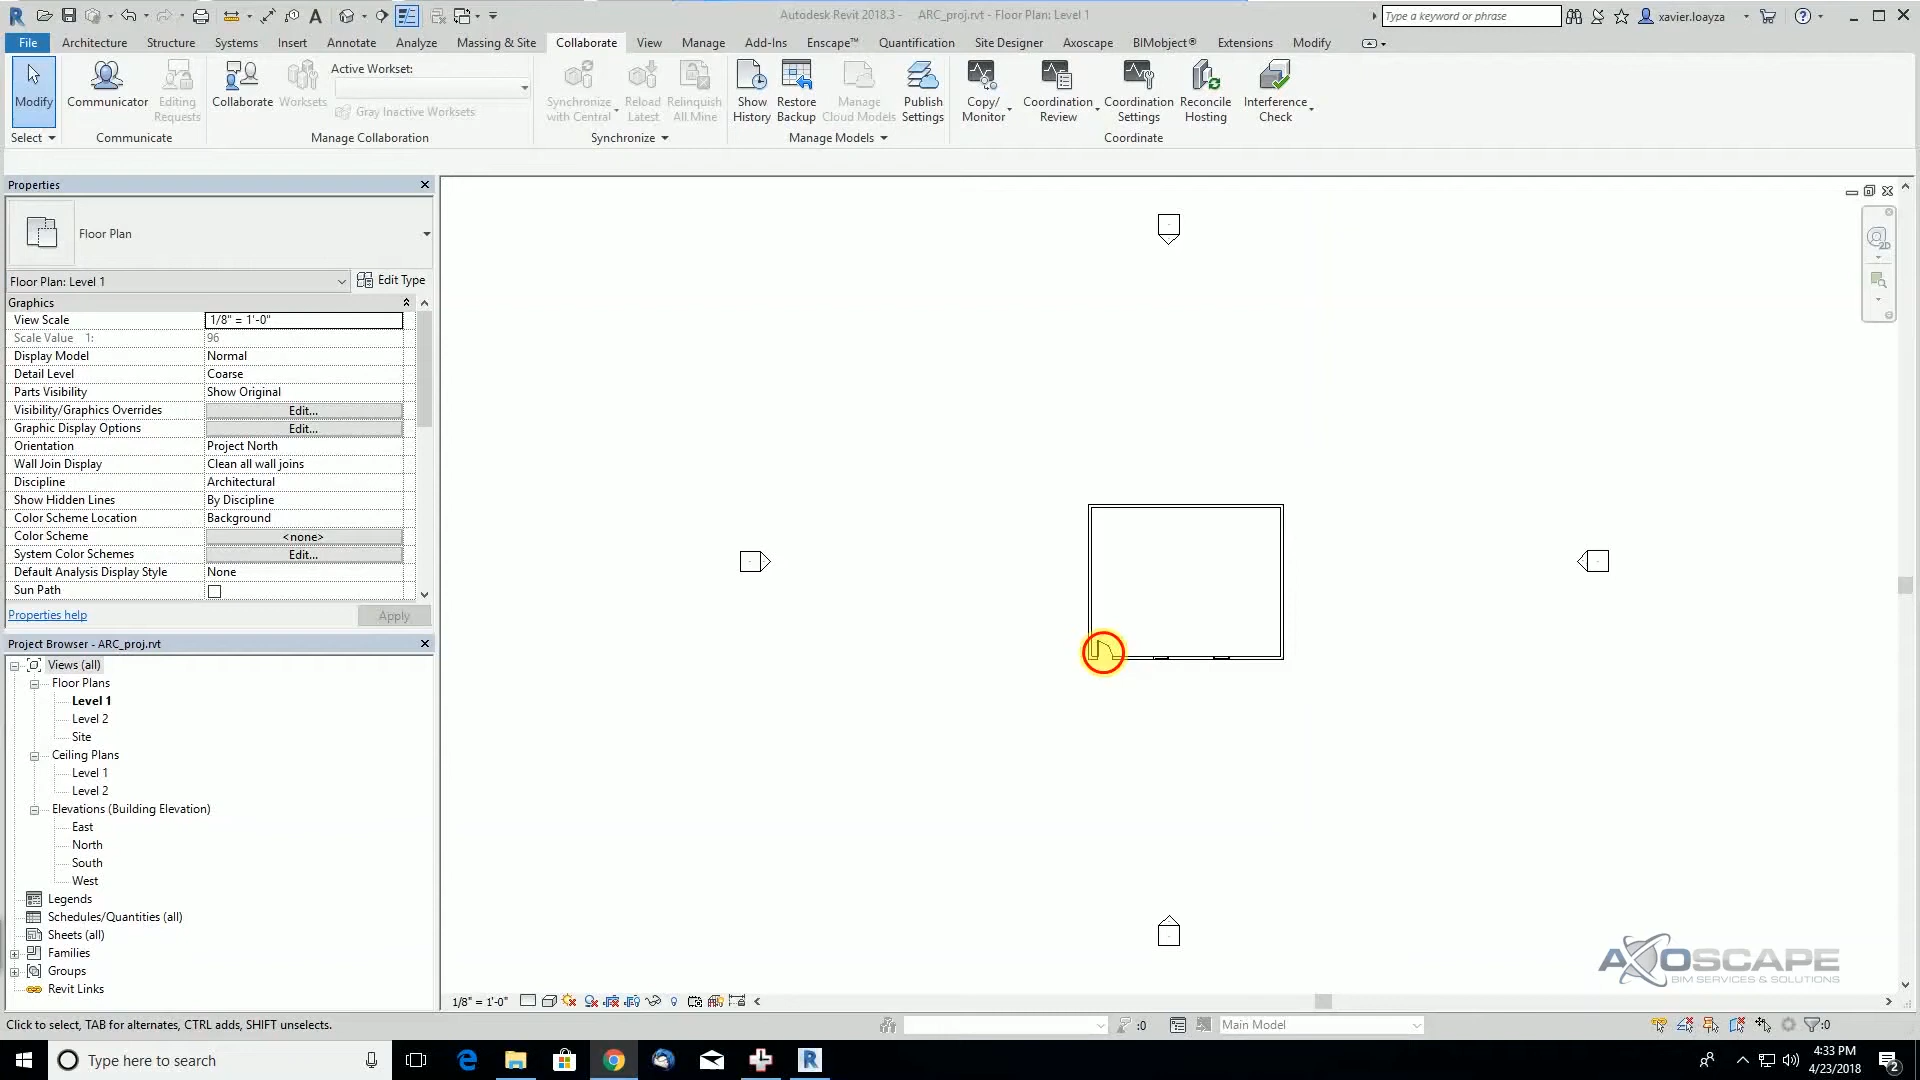 Autodesk Revit 2018.3 - ARC_proj.rvt - Floor Plan: Level 1
Type a keyword or phrase
xavier.loayza
File Architecture Structure Systems Insert Annotate Analyze Massing & Site Collaborate View Manage Add-Ins Enscape™ Quantification Site Designer Axoscape BIMobject® Extensions Modify
Modify
Select
Communicator
Editing Requests
Communicate
Collaborate
Worksets
Active Workset:
Gray Inactive Worksets
Manage Collaboration
Synchronize with Central
Reload Latest
Relinquish All Mine
Synchronize
Show History
Restore Backup
Manage Cloud Models
Publish Settings
Manage Models
Copy/ Monitor
Coordination Review
Coordination Settings
Reconcile Hosting
Interference Check
Coordinate
Properties
Floor Plan
Floor Plan: Level 1
Edit Type
Graphics
View Scale 1/8" = 1'-0"
Scale Value 1: 96
Display Model Normal
Detail Level Coarse
Parts Visibility Show Original
Visibility/Graphics Overrides Edit...
Graphic Display Options Edit...
Orientation Project North
Wall Join Display Clean all wall joins
Discipline Architectural
Show Hidden Lines By Discipline
Color Scheme Location Background
Color Scheme <none>
System Color Schemes Edit...
Default Analysis Display Style None
Sun Path
Properties help
Apply
Project Browser - ARC_proj.rvt
Views (all)
Floor Plans
Level 1
Level 2
Site
Ceiling Plans
Level 1
Level 2
Elevations (Building Elevation)
East
North
South
West
Legends
Schedules/Quantities (all)
Sheets (all)
Families
Groups
Revit Links
2D
AXOSCAPE
BIM SERVICES & SOLUTIONS
1/8" = 1'-0"
Click to select, TAB for alternates, CTRL adds, SHIFT unselects.
:0
Main Model
:0
Type here to search
4:33 PM
4/23/2018
2